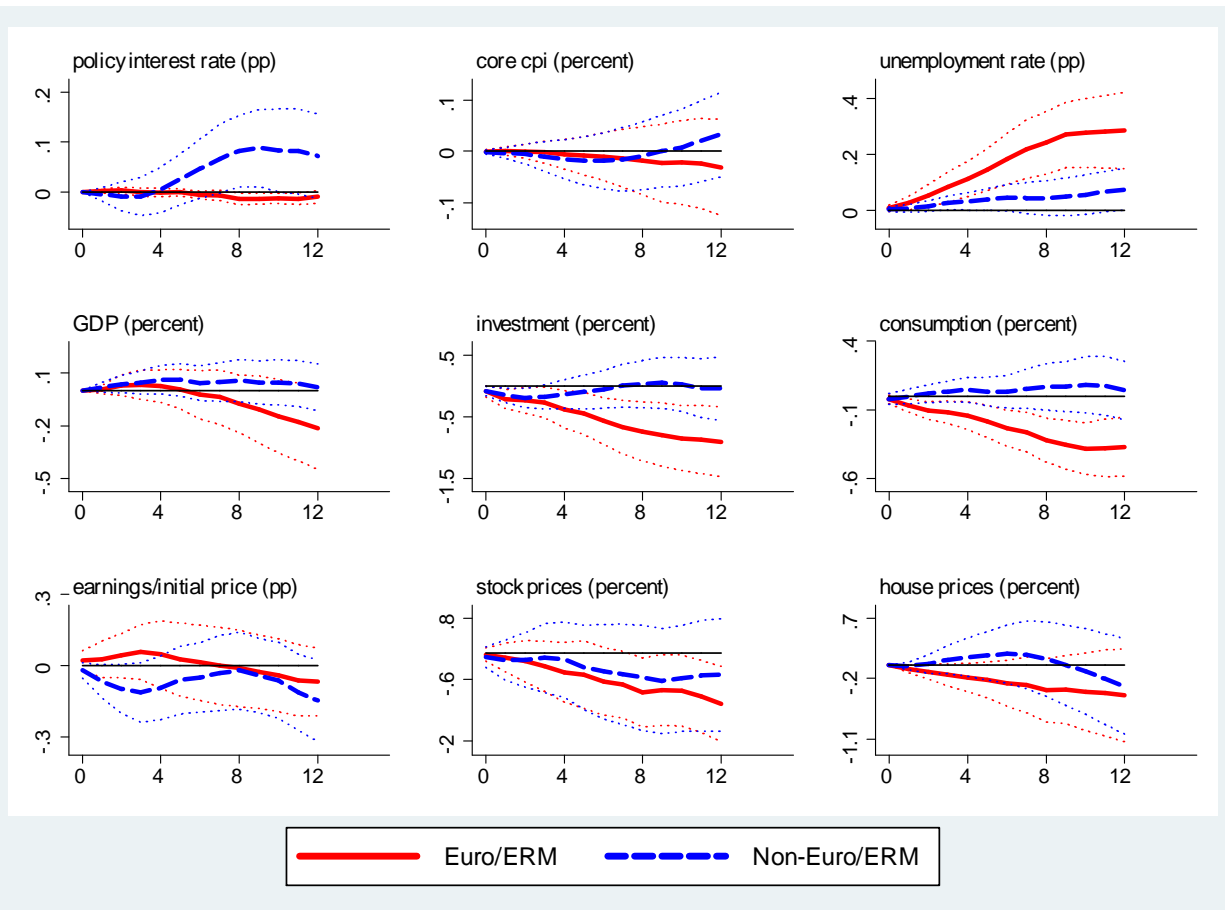 policy interest rate (pp)
.2
.1
0
0 4 8 12
core cpi (percent)
.1
0
-.1
0 4 8 12
unemployment rate (pp)
.4
.2
0
0 4 8 12
GDP (percent)
.1
-.2
-.5
0 4 8 12
investment (percent)
.5
-.5
-1.5
0 4 8 12
consumption (percent)
.4
-.1
-.6
0 4 8 12
earnings/initial price (pp)
.3
0
-.3
0 4 8 12
stock prices (percent)
.8
-.6
-2
0 4 8 12
house prices (percent)
.7
-.2
-1.1
0 4 8 12
Euro/ERM Non-Euro/ERM